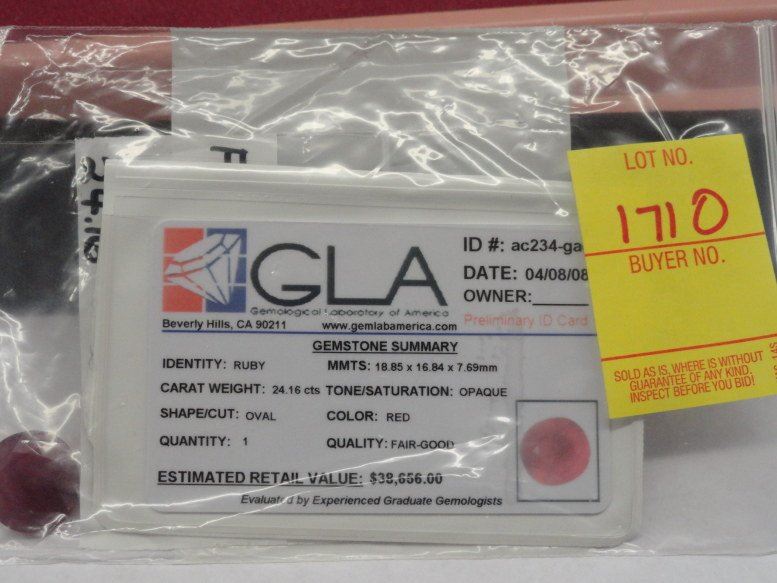 24.16
GLA
Gemological Laboratory of America
Beverly Hills, CA 90211 www.gemlabamerica.com
ID #: ac234-ga
DATE: 04/08/08
OWNER:
Preliminary ID Card
GEMSTONE SUMMARY
IDENTITY: RUBY MMTS: 18.85 x 16.84 x 7.69mm
CARAT WEIGHT: 24.16 cts TONE/SATURATION: OPAQUE
SHAPE/CUT: OVAL COLOR: RED
QUANTITY: 1 QUALITY: FAIR-GOOD
ESTIMATED RETAIL VALUE: $38,656.00
Evaluated by Experienced Graduate Gemologists
LOT NO.
1710
BUYER NO.
SOLD AS IS, WHERE IS WITHOUT
GUARANTEE OF ANY KIND.
INSPECT BEFORE YOU BID!